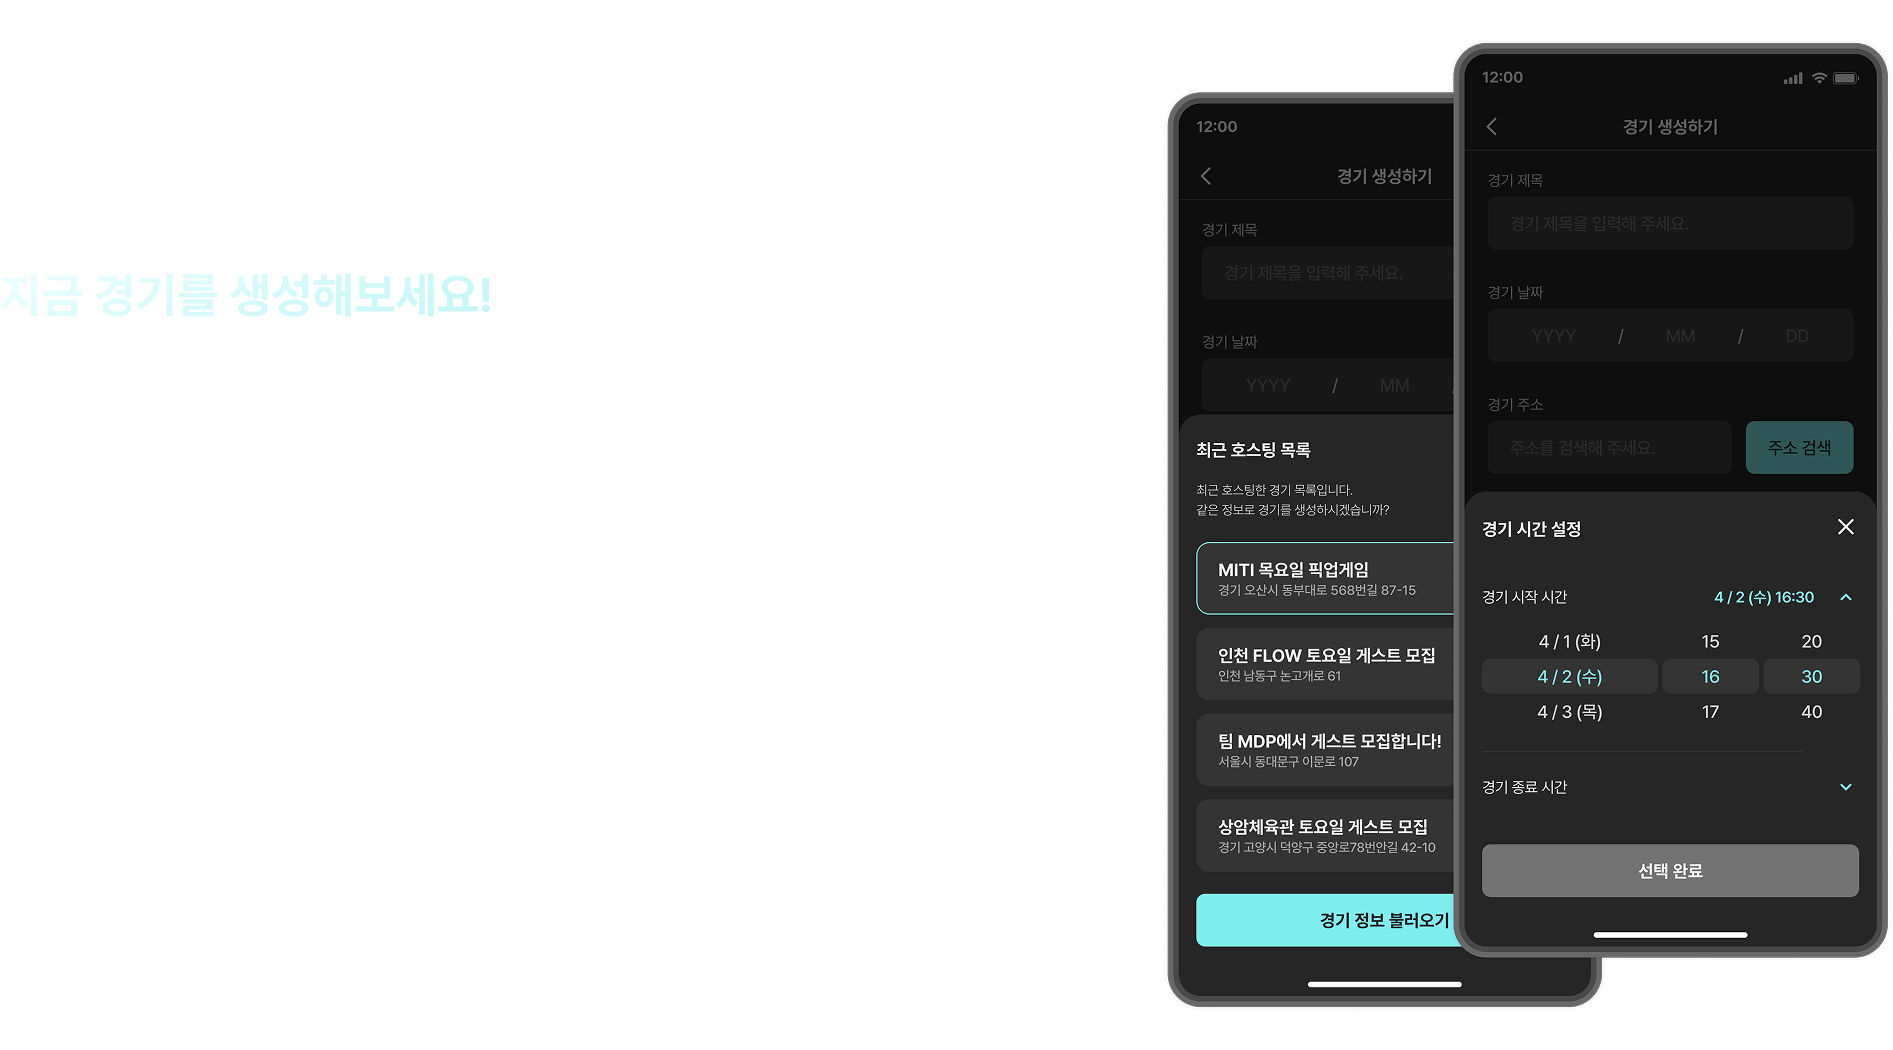 지금 경기를 생성해보세요!
12:00
경기 생성하기
경기 제목
경기 제목을 입력해 주세요.
경기 날짜
YYYY / MM /
최근 호스팅 목록
최근 호스팅한 경기 목록입니다.
같은 정보로 경기를 생성하시겠습니까?
MITI 목요일 픽업게임
경기 오산시 동부대로 568번길 87-15
인천 FLOW 토요일 게스트 모집
인천 남동구 논고개로 61
팀 MDP에서 게스트 모집합니다!
서울시 동대문구 이문로 107
상암체육관 토요일 게스트 모집
경기 고양시 덕양구 중앙로78번안길 42-10
경기 정보 불러오기
12:00
경기 생성하기
경기 제목
경기 제목을 입력해 주세요.
경기 날짜
YYYY / MM / DD
경기 주소
주소를 검색해 주세요. 주소 검색
경기 시간 설정
경기 시작 시간 4 / 2 (수) 16:30
4 / 1 (화) 15 20
4 / 2 (수) 16 30
4 / 3 (목) 17 40
경기 종료 시간
선택 완료